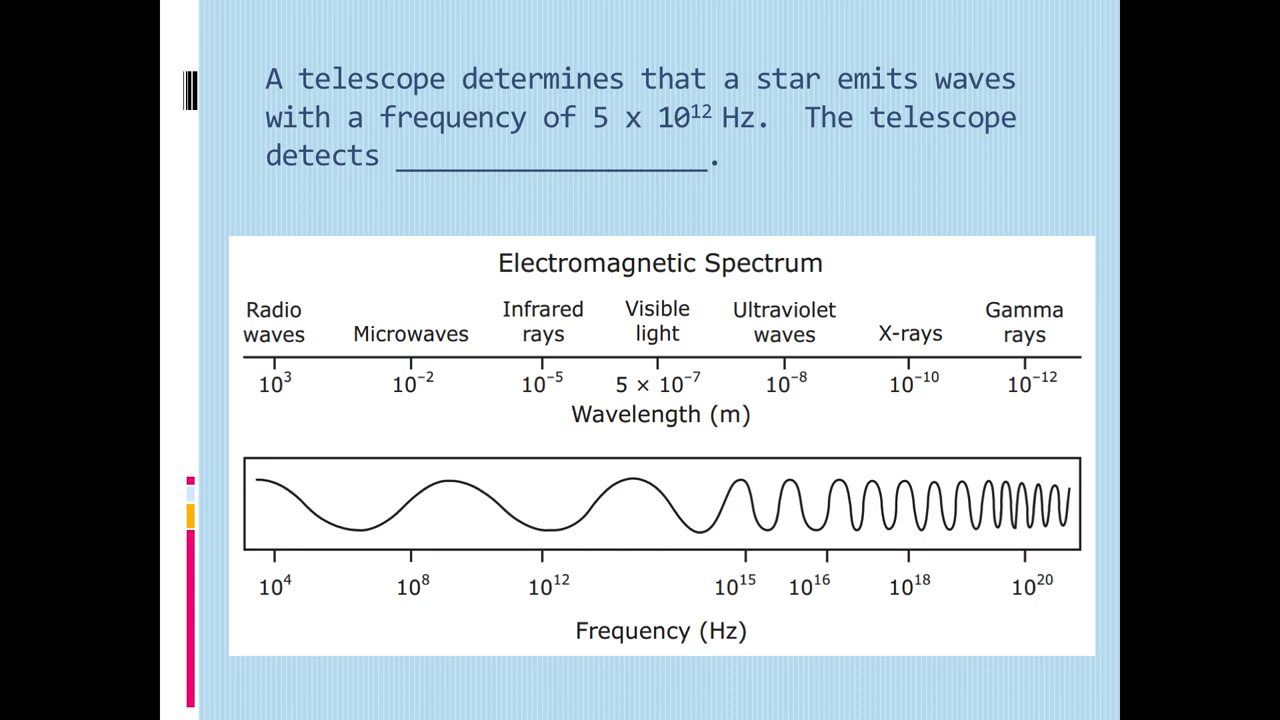 A telescope determines that a star emits waves
with a frequency of 5 x 10¹² Hz. The telescope
detects ___________________.
Electromagnetic Spectrum
Radio waves Microwaves Infrared rays Visible light Ultraviolet waves X-rays Gamma rays
10³ 10⁻² 10⁻⁵ 5 × 10⁻⁷ 10⁻⁸ 10⁻¹⁰ 10⁻¹²
Wavelength (m)
10⁴ 10⁸ 10¹² 10¹⁵ 10¹⁶ 10¹⁸ 10²⁰
Frequency (Hz)